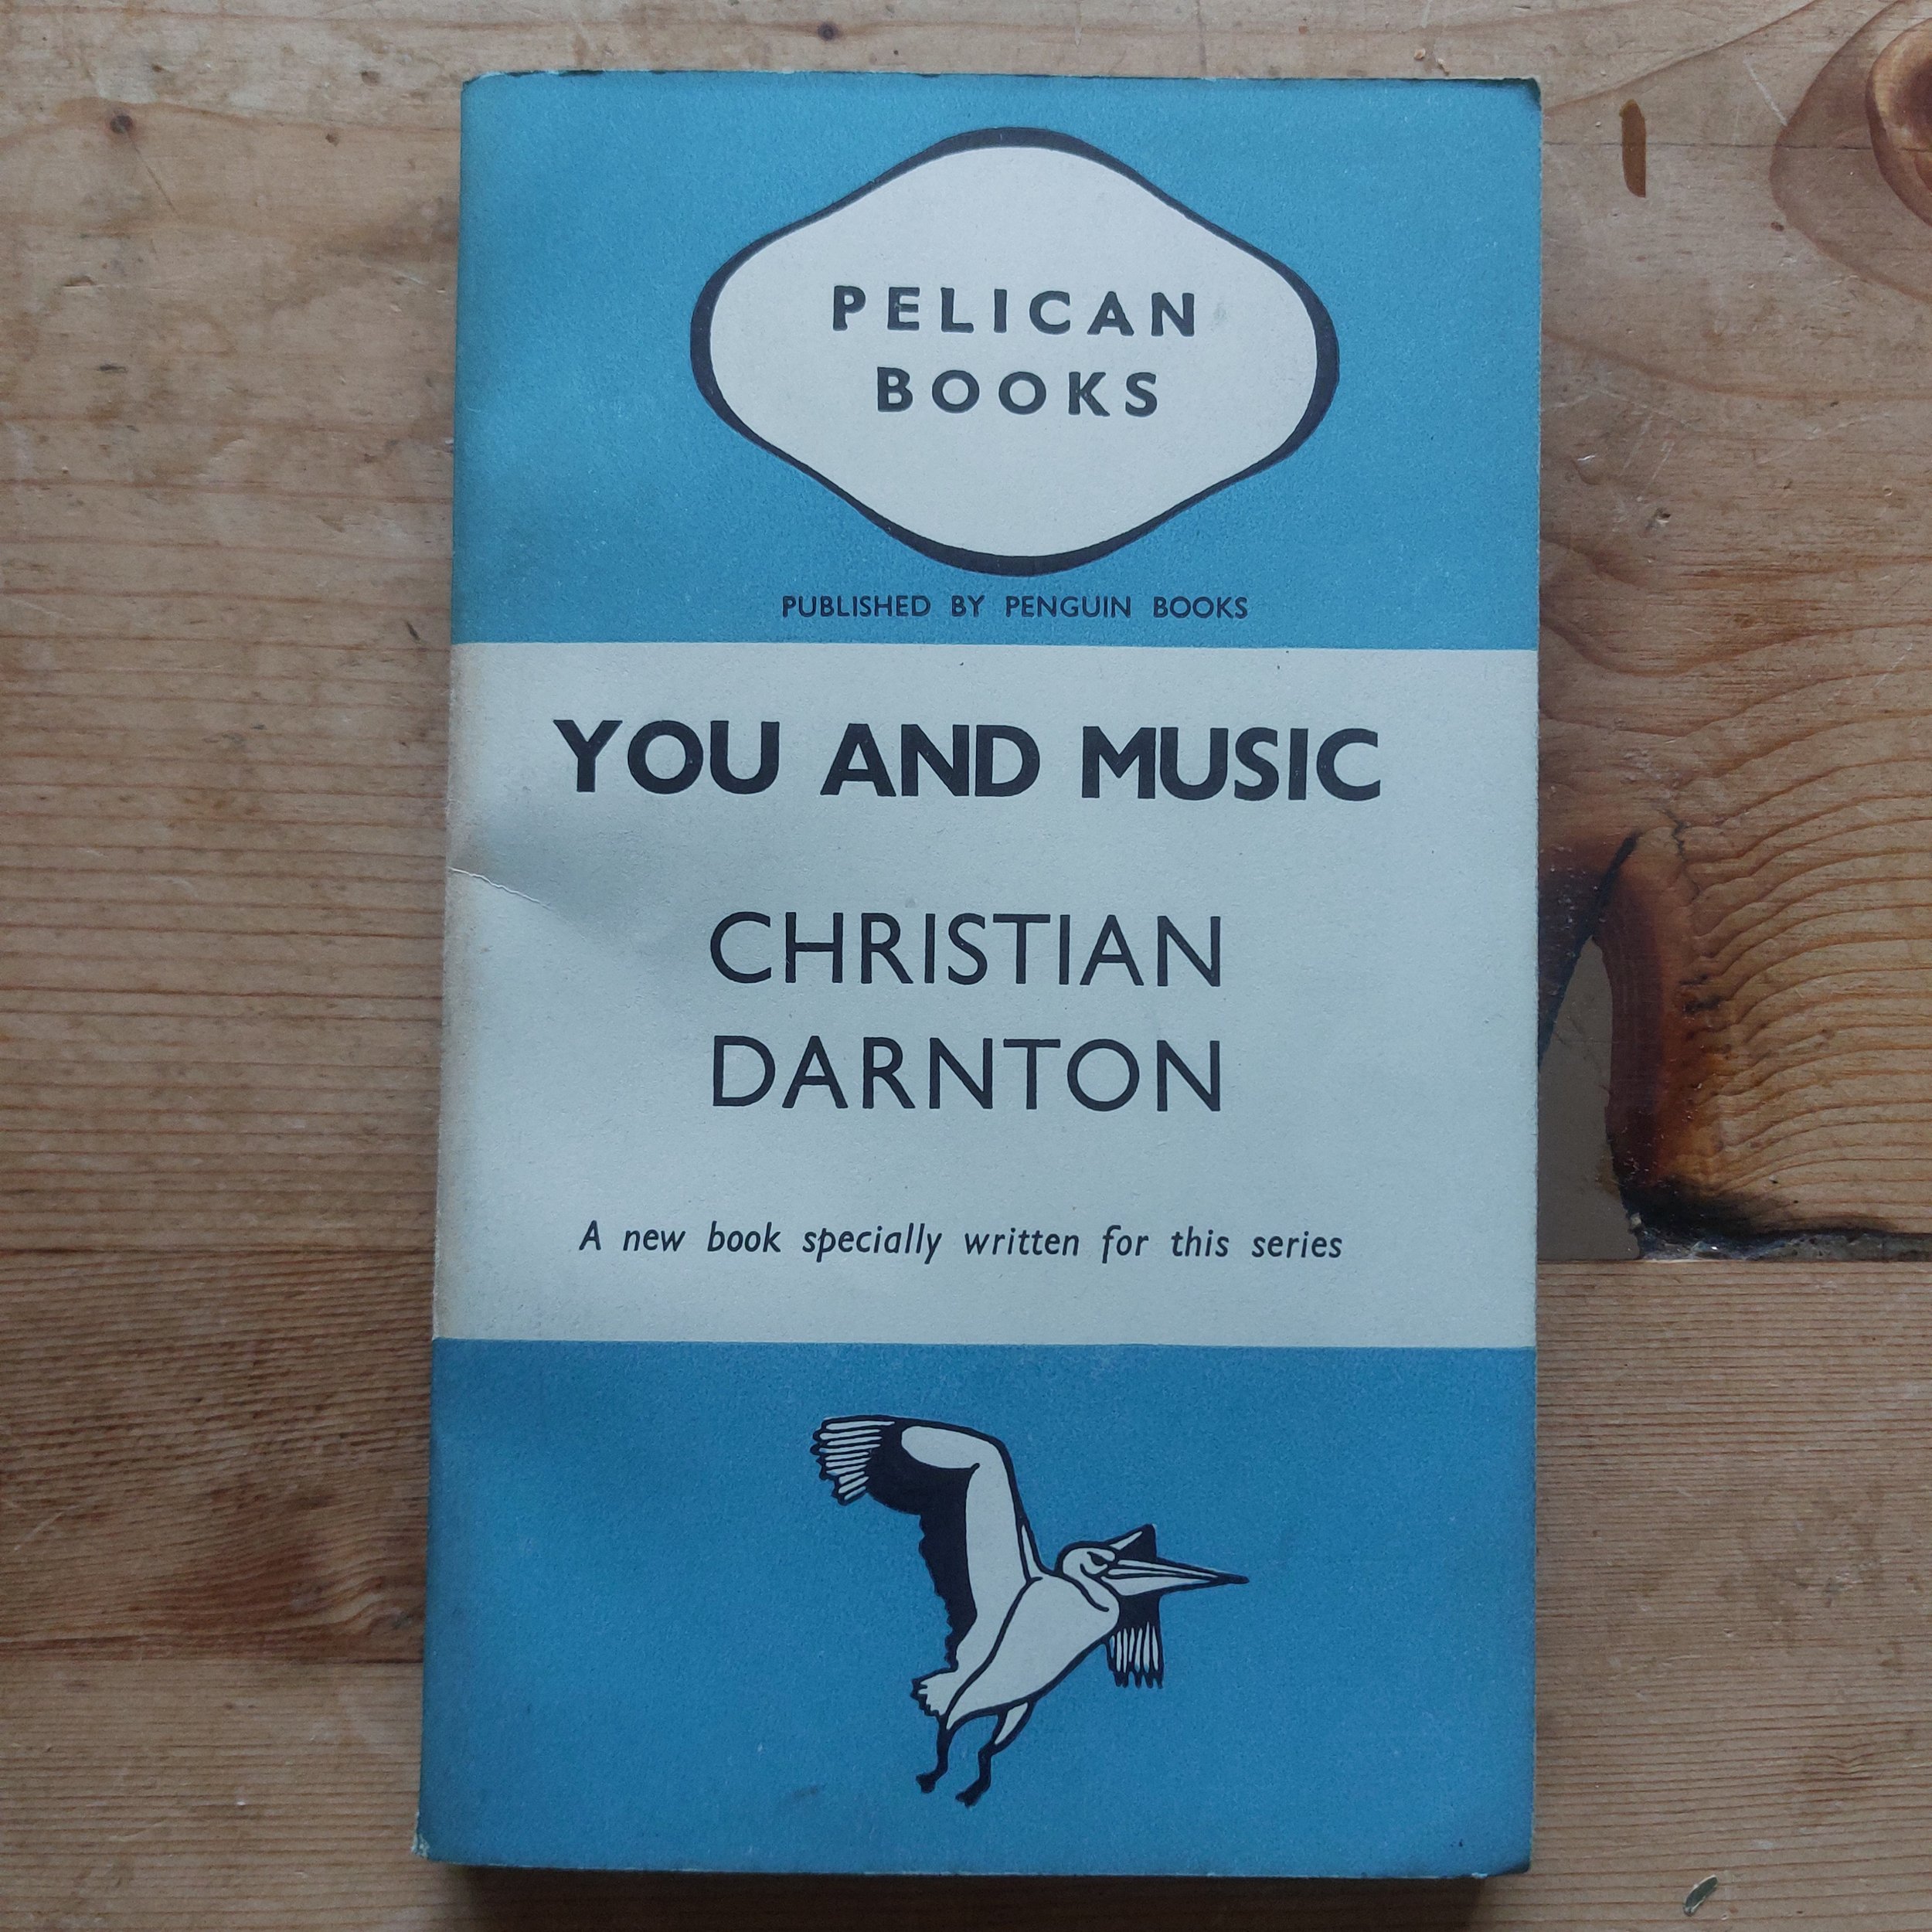 PELICAN
BOOKS
PUBLISHED BY PENGUIN BOOKS
YOU AND MUSIC
CHRISTIAN
DARNTON
A new book specially written for this series